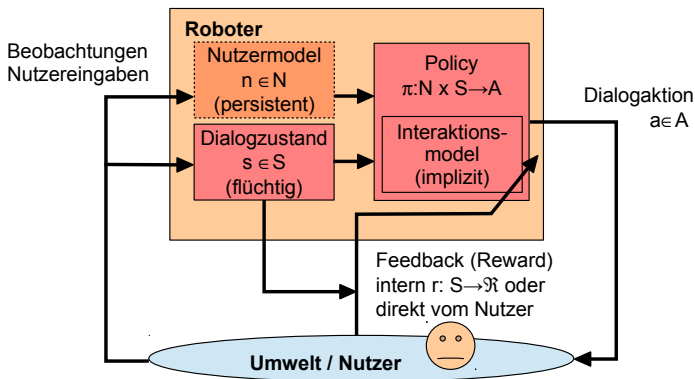 Roboter
Beobachtungen
Nutzereingaben
Nutzermodel
n ∈ N
(persistent)
Dialogzustand
s ∈ S
(flüchtig)
Policy
π:N x S→A
Interaktions-
model
(implizit)
Dialogaktion
a∈ A
Feedback (Reward)
intern r: S→ℜ oder
direkt vom Nutzer
Umwelt / Nutzer